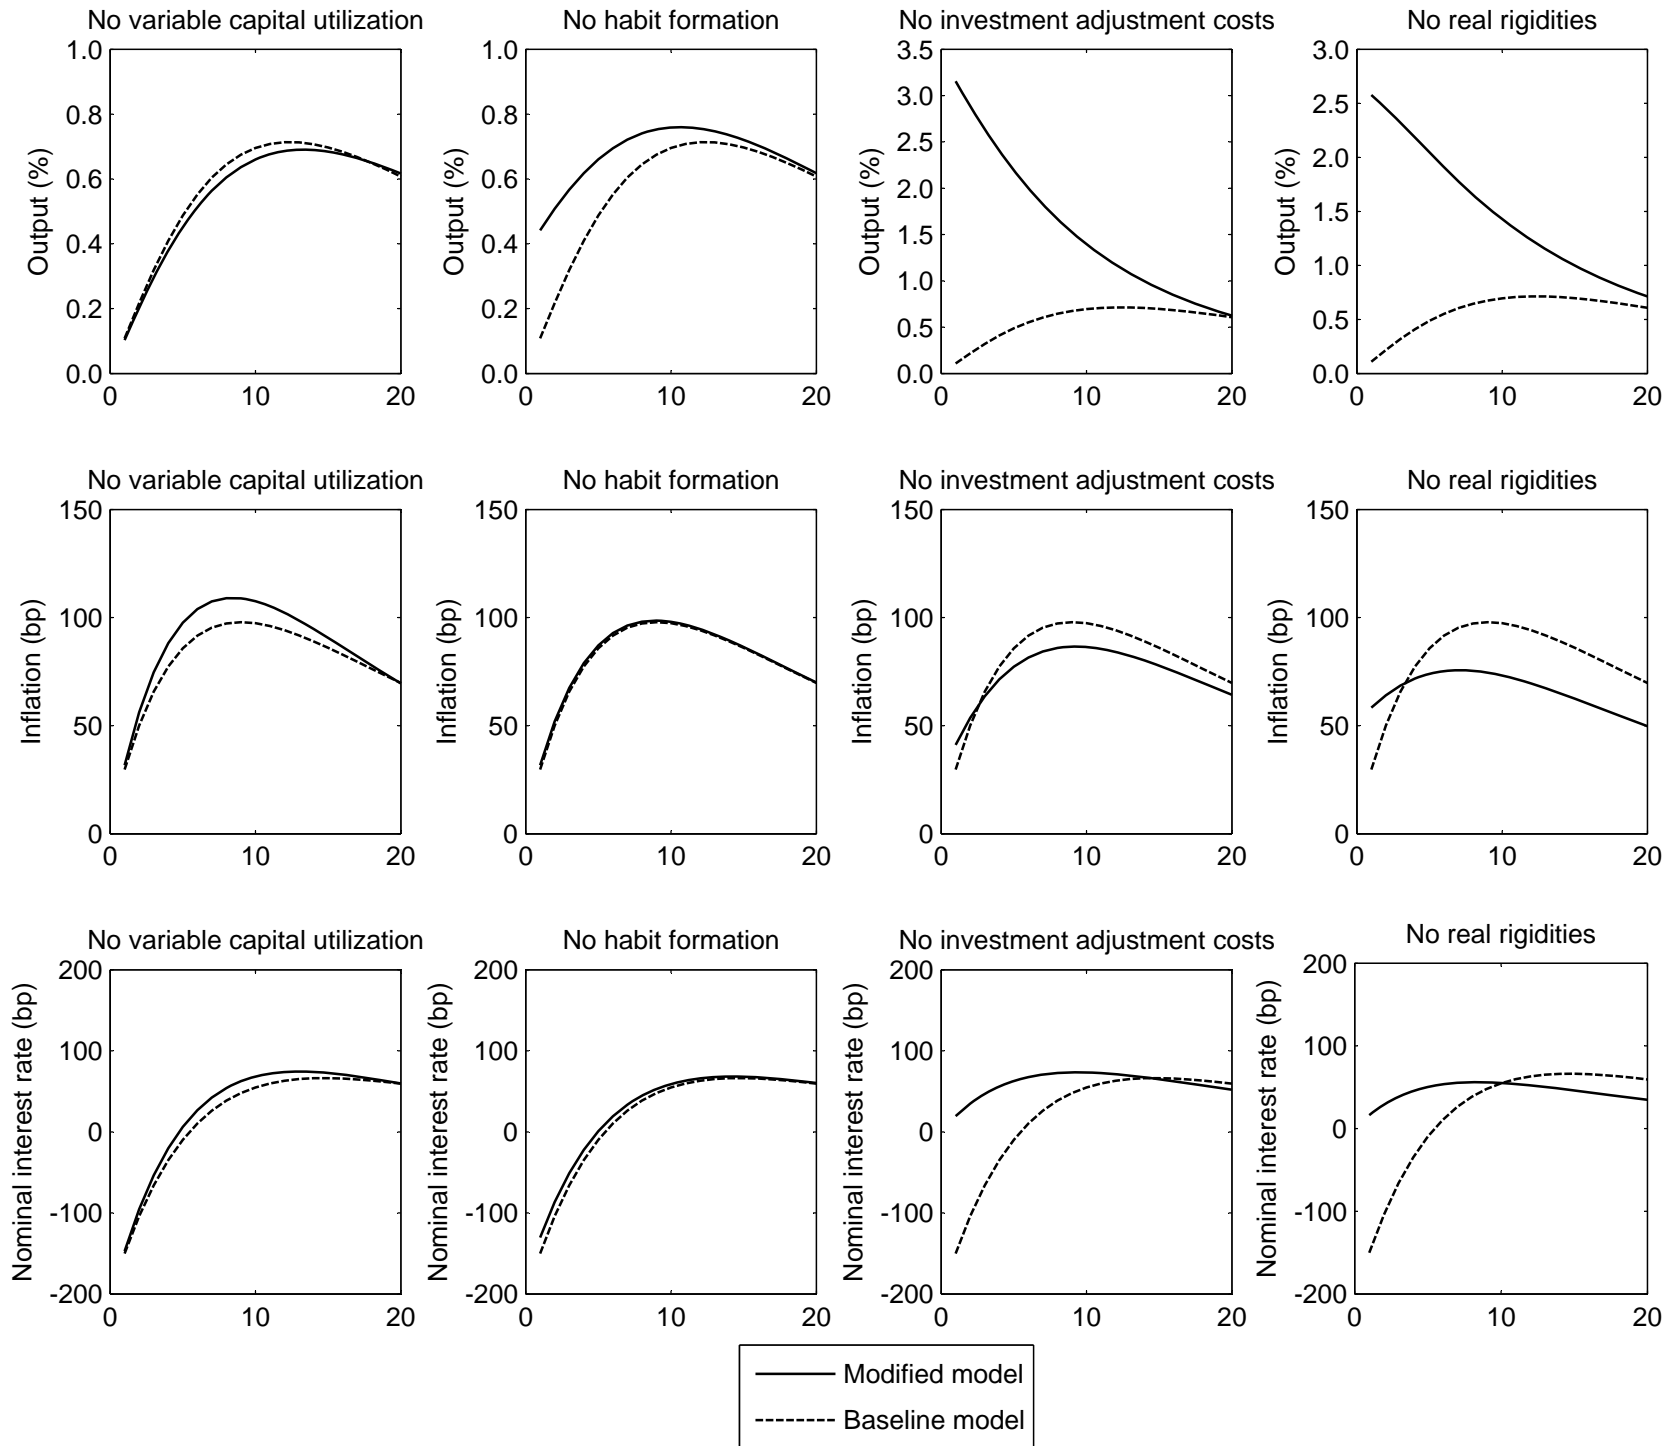 No variable capital utilization
No habit formation
No investment adjustment costs
No real rigidities
Output (%)
1.0
0.8
0.6
0.4
0.2
0.0
0 10 20
Output (%)
1.0
0.8
0.6
0.4
0.2
0.0
0 10 20
Output (%)
3.5
3.0
2.5
2.0
1.5
1.0
0.5
0.0
0 10 20
Output (%)
3.0
2.5
2.0
1.5
1.0
0.5
0.0
0 10 20
No variable capital utilization
No habit formation
No investment adjustment costs
No real rigidities
Inflation (bp)
150
100
50
0
0 10 20
Inflation (bp)
150
100
50
0
0 10 20
Inflation (bp)
150
100
50
0
0 10 20
Inflation (bp)
150
100
50
0
0 10 20
No variable capital utilization
No habit formation
No investment adjustment costs
No real rigidities
Nominal interest rate (bp)
200
100
0
-100
-200
0 10 20
Nominal interest rate (bp)
200
100
0
-100
-200
0 10 20
Nominal interest rate (bp)
200
100
0
-100
-200
0 10 20
Nominal interest rate (bp)
200
100
0
-100
-200
0 10 20
Modified model
Baseline model